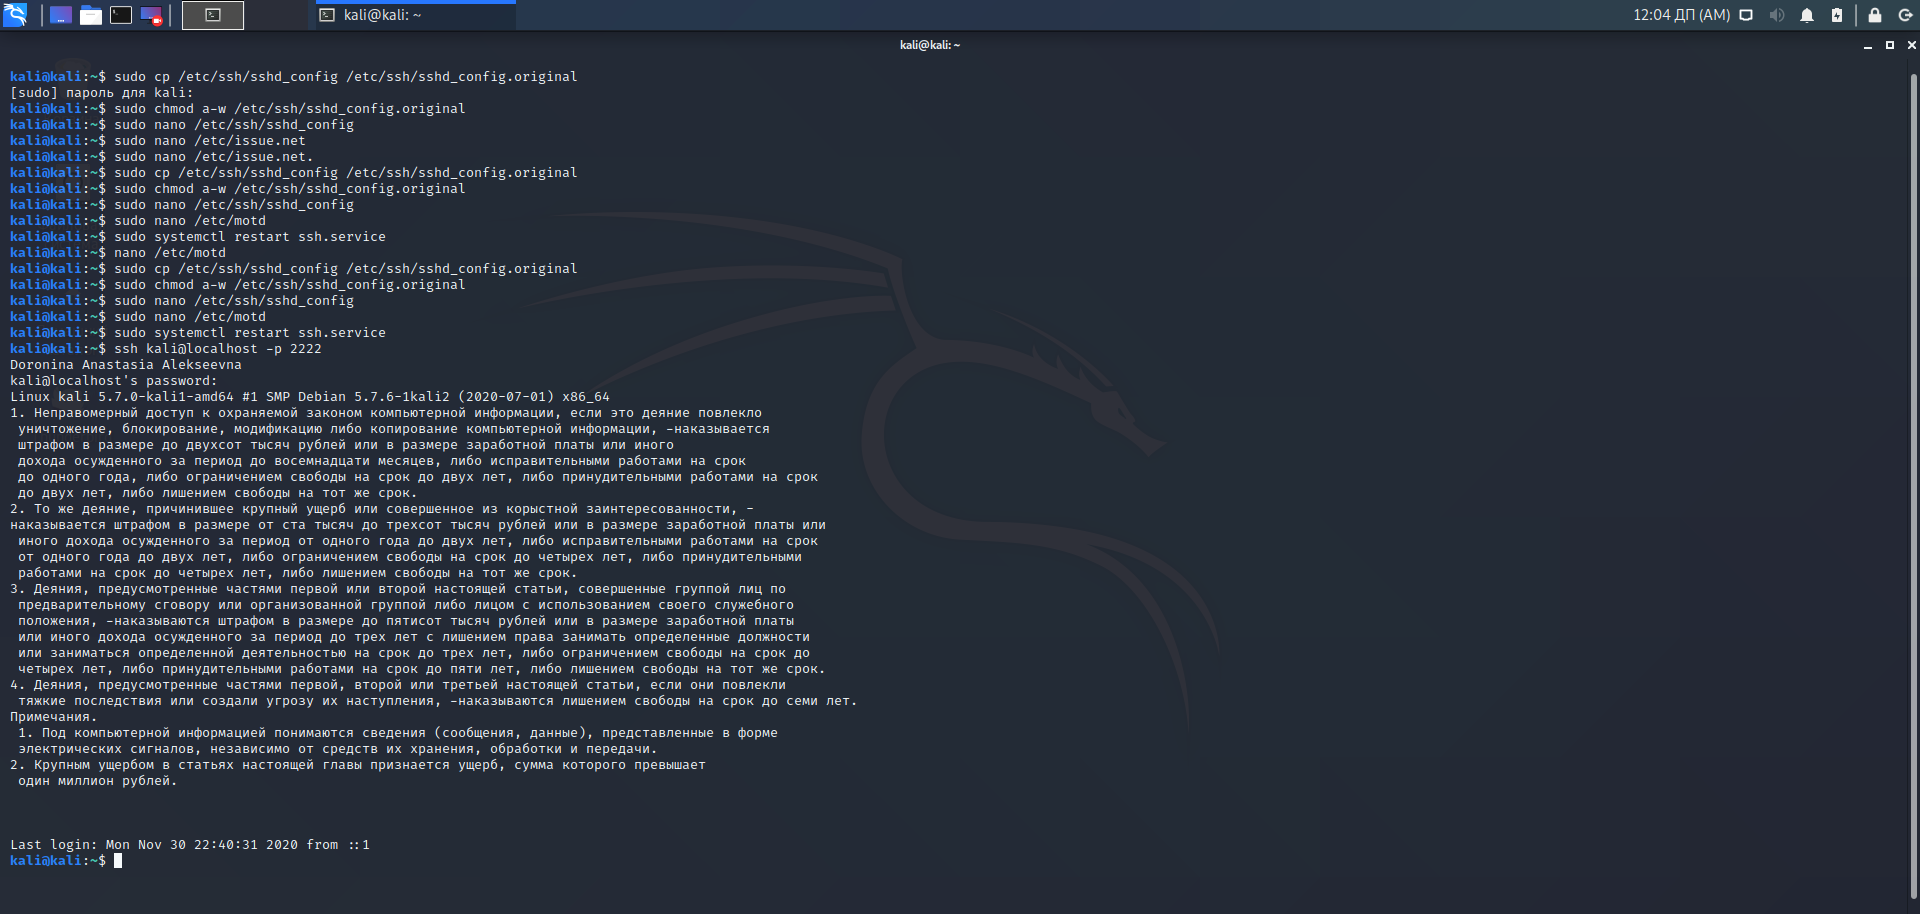 kali@kali: ~
12:04 ДП (AM)
kali@kali: ~
kali@kali:~$ sudo cp /etc/ssh/sshd_config /etc/ssh/sshd_config.original
[sudo] пароль для kali:
kali@kali:~$ sudo chmod a-w /etc/ssh/sshd_config.original
kali@kali:~$ sudo nano /etc/ssh/sshd_config
kali@kali:~$ sudo nano /etc/issue.net
kali@kali:~$ sudo nano /etc/issue.net.
kali@kali:~$ sudo cp /etc/ssh/sshd_config /etc/ssh/sshd_config.original
kali@kali:~$ sudo chmod a-w /etc/ssh/sshd_config.original
kali@kali:~$ sudo nano /etc/ssh/sshd_config
kali@kali:~$ sudo nano /etc/motd
kali@kali:~$ sudo systemctl restart ssh.service
kali@kali:~$ nano /etc/motd
kali@kali:~$ sudo cp /etc/ssh/sshd_config /etc/ssh/sshd_config.original
kali@kali:~$ sudo chmod a-w /etc/ssh/sshd_config.original
kali@kali:~$ sudo nano /etc/ssh/sshd_config
kali@kali:~$ sudo nano /etc/motd
kali@kali:~$ sudo systemctl restart ssh.service
kali@kali:~$ ssh kali@localhost -p 2222
Doronina Anastasia Alekseevna
kali@localhost's password:
Linux kali 5.7.0-kali1-amd64 #1 SMP Debian 5.7.6-1kali2 (2020-07-01) x86_64
1. Неправомерный доступ к охраняемой законом компьютерной информации, если это деяние повлекло
уничтожение, блокирование, модификацию либо копирование компьютерной информации, -наказывается
штрафом в размере до двухсот тысяч рублей или в размере заработной платы или иного
дохода осужденного за период до восемнадцати месяцев, либо исправительными работами на срок
до одного года, либо ограничением свободы на срок до двух лет, либо принудительными работами на срок
до двух лет, либо лишением свободы на тот же срок.
2. То же деяние, причинившее крупный ущерб или совершенное из корыстной заинтересованности, -
наказывается штрафом в размере от ста тысяч до трехсот тысяч рублей или в размере заработной платы или
иного дохода осужденного за период от одного года до двух лет, либо исправительными работами на срок
от одного года до двух лет, либо ограничением свободы на срок до четырех лет, либо принудительными
работами на срок до четырех лет, либо лишением свободы на тот же срок.
3. Деяния, предусмотренные частями первой или второй настоящей статьи, совершенные группой лиц по
предварительному сговору или организованной группой либо лицом с использованием своего служебного
положения, -наказываются штрафом в размере до пятисот тысяч рублей или в размере заработной платы
или иного дохода осужденного за период до трех лет с лишением права занимать определенные должности
или заниматься определенной деятельностью на срок до трех лет, либо ограничением свободы на срок до
четырех лет, либо принудительными работами на срок до пяти лет, либо лишением свободы на тот же срок.
4. Деяния, предусмотренные частями первой, второй или третьей настоящей статьи, если они повлекли
тяжкие последствия или создали угрозу их наступления, -наказываются лишением свободы на срок до семи лет.
Примечания.
1. Под компьютерной информацией понимаются сведения (сообщения, данные), представленные в форме
электрических сигналов, независимо от средств их хранения, обработки и передачи.
2. Крупным ущербом в статьях настоящей главы признается ущерб, сумма которого превышает
один миллион рублей.
Last login: Mon Nov 30 22:40:31 2020 from ::1
kali@kali:~$